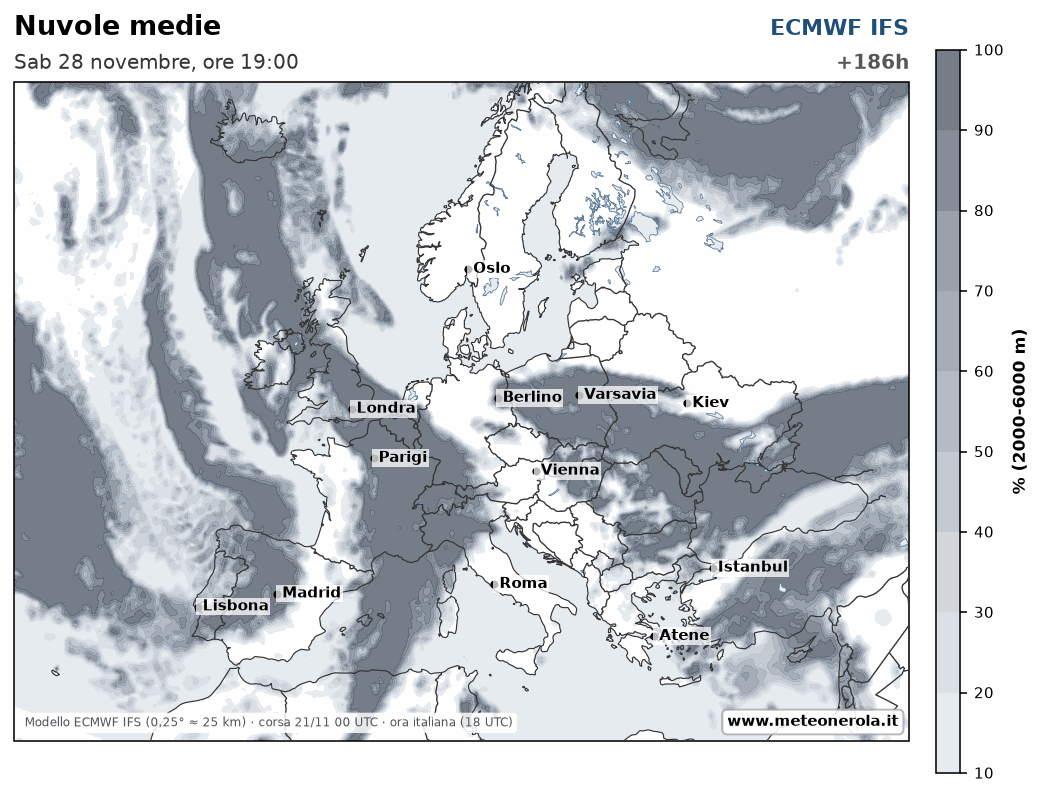 Nuvole medie
ECMWF IFS
Sab 28 novembre, ore 19:00
+186h
100
90
80
70
60
50
40
30
20
10
% (2000-6000 m)
Oslo
Berlino
Varsavia
Kiev
Londra
Parigi
Vienna
Istanbul
Roma
Madrid
Lisbona
Atene
Modello ECMWF IFS (0,25° ≈ 25 km) · corsa 21/11 00 UTC · ora italiana (18 UTC)
www.meteonerola.it